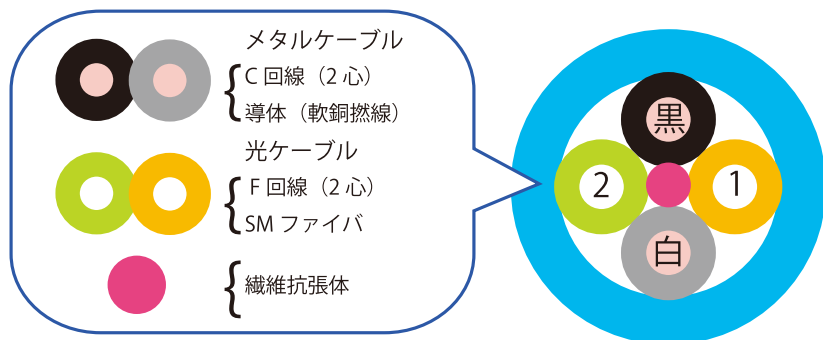 メタルケーブル
C 回線（2 心）
導体（軟銅撚線）
光ケーブル
F 回線（2 心）
SM ファイバ
繊維抗張体
黒
2
1
白